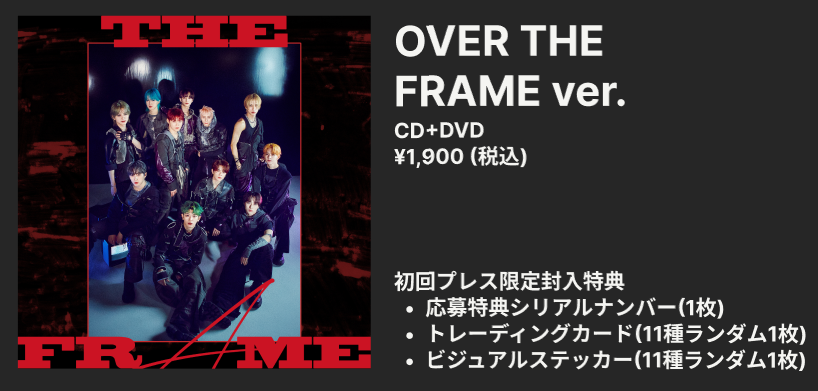 THE
FRAME
OVER THE
FRAME ver.
CD+DVD
¥1,900 (税込)
初回プレス限定封入特典
• 応募特典シリアルナンバー(1枚)
• トレーディングカード(11種ランダム1枚)
• ビジュアルステッカー(11種ランダム1枚)